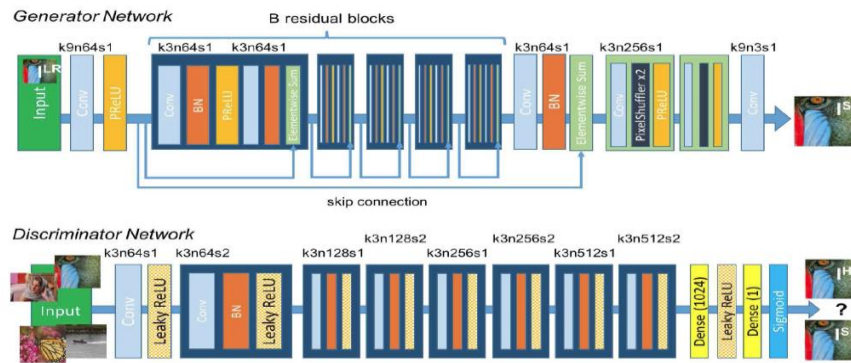 Generator Network
B residual blocks
k9n64s1
k3n64s1
k3n64s1
k3n64s1
k3n256s1
k9n3s1
I LR
Input
Conv
PReLU
Conv
BN
PReLU
Elementwise Sum
Conv
BN
Elementwise Sum
Conv
PixelShuffler x2
PReLU
Conv
I S
skip connection
Discriminator Network
k3n64s1
k3n64s2
k3n128s1
k3n128s2
k3n256s1
k3n256s2
k3n512s1
k3n512s2
Input
Conv
Leaky ReLU
Conv
BN
Leaky ReLU
Dense (1024)
Leaky ReLU
Dense (1)
Sigmoid
I H
?
I S